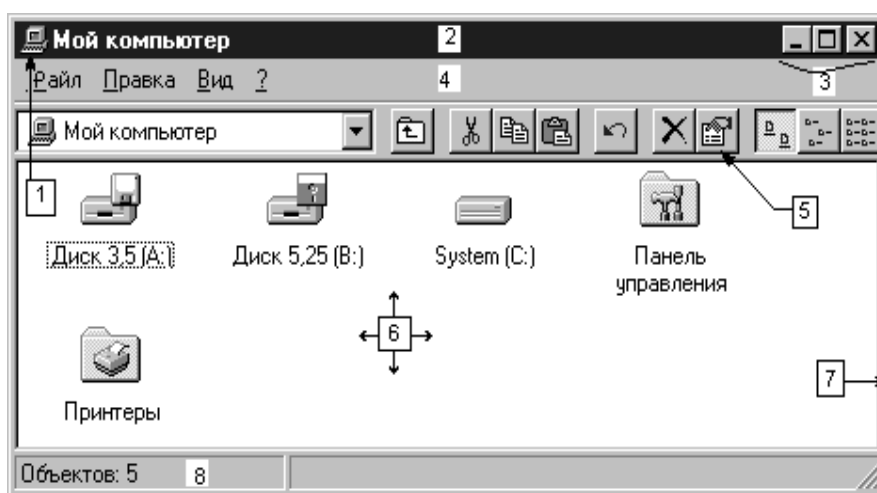 Мой компьютер 2
Файл Правка Вид ? 4 3
Мой компьютер
1 5
Диск 3,5 (A:) Диск 5,25 (B:) System (C:) Панель управления
6
7
Принтеры
Объектов: 5 8